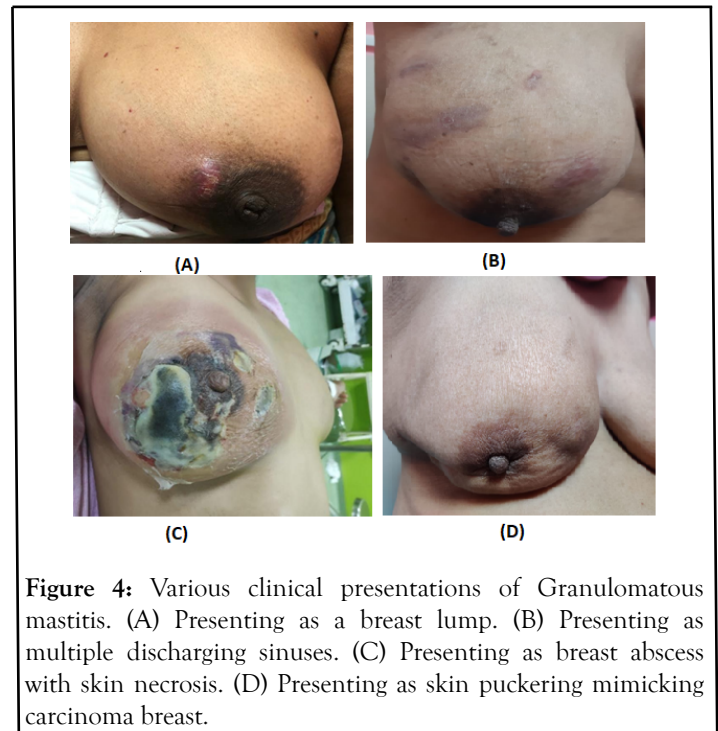 (A)
(B)
(C)
(D)
Figure 4: Various clinical presentations of Granulomatous
mastitis. (A) Presenting as a breast lump. (B) Presenting as
multiple discharging sinuses. (C) Presenting as breast abscess
with skin necrosis. (D) Presenting as skin puckering mimicking
carcinoma breast.